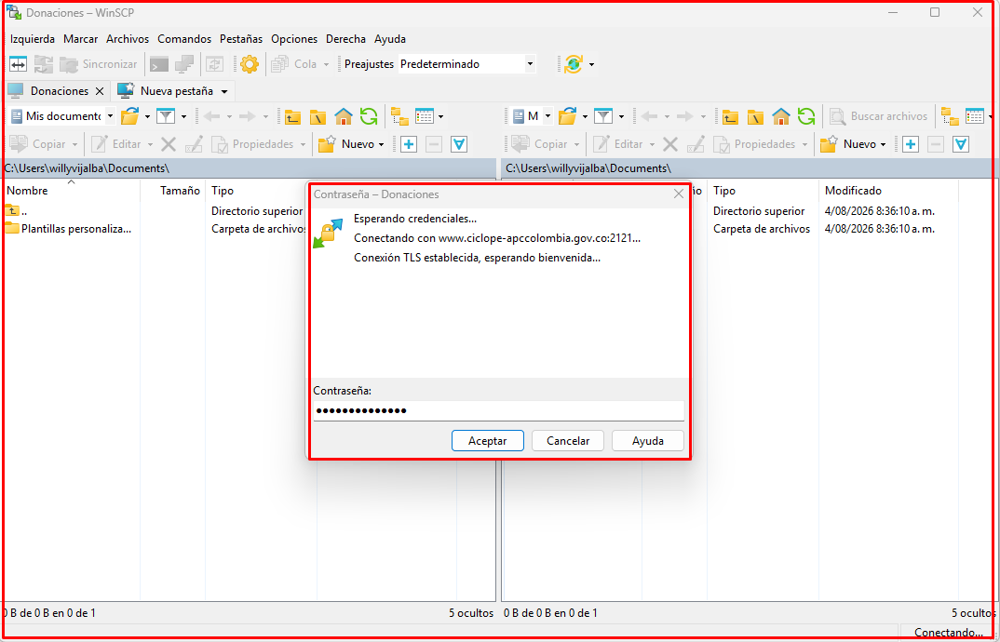 Donaciones – WinSCP
Izquierda Marcar Archivos Comandos Pestañas Opciones Derecha Ayuda
Sincronizar Cola Preajustes Predeterminado
Donaciones Nueva pestaña
Mis document M Buscar archivos
Copiar Editar Propiedades Nuevo Copiar Editar Propiedades Nuevo
C:\Users\willyvijalba\Documents\ C:\Users\willyvijalba\Documents\
Nombre Tamaño Tipo Tipo Modificado
.. Directorio superior Directorio superior 4/08/2026 8:36:10 a. m.
Plantillas personaliza... Carpeta de archivos Carpeta de archivos 4/08/2026 8:36:10 a. m.
Contraseña – Donaciones
Esperando credenciales...
Conectando con www.ciclope-apccolombia.gov.co:2121...
Conexión TLS establecida, esperando bienvenida...
Contraseña:
●●●●●●●●●●●●●●
Aceptar Cancelar Ayuda
0 B de 0 B en 0 de 1 5 ocultos 0 B de 0 B en 0 de 1 5 ocultos
Conectando...